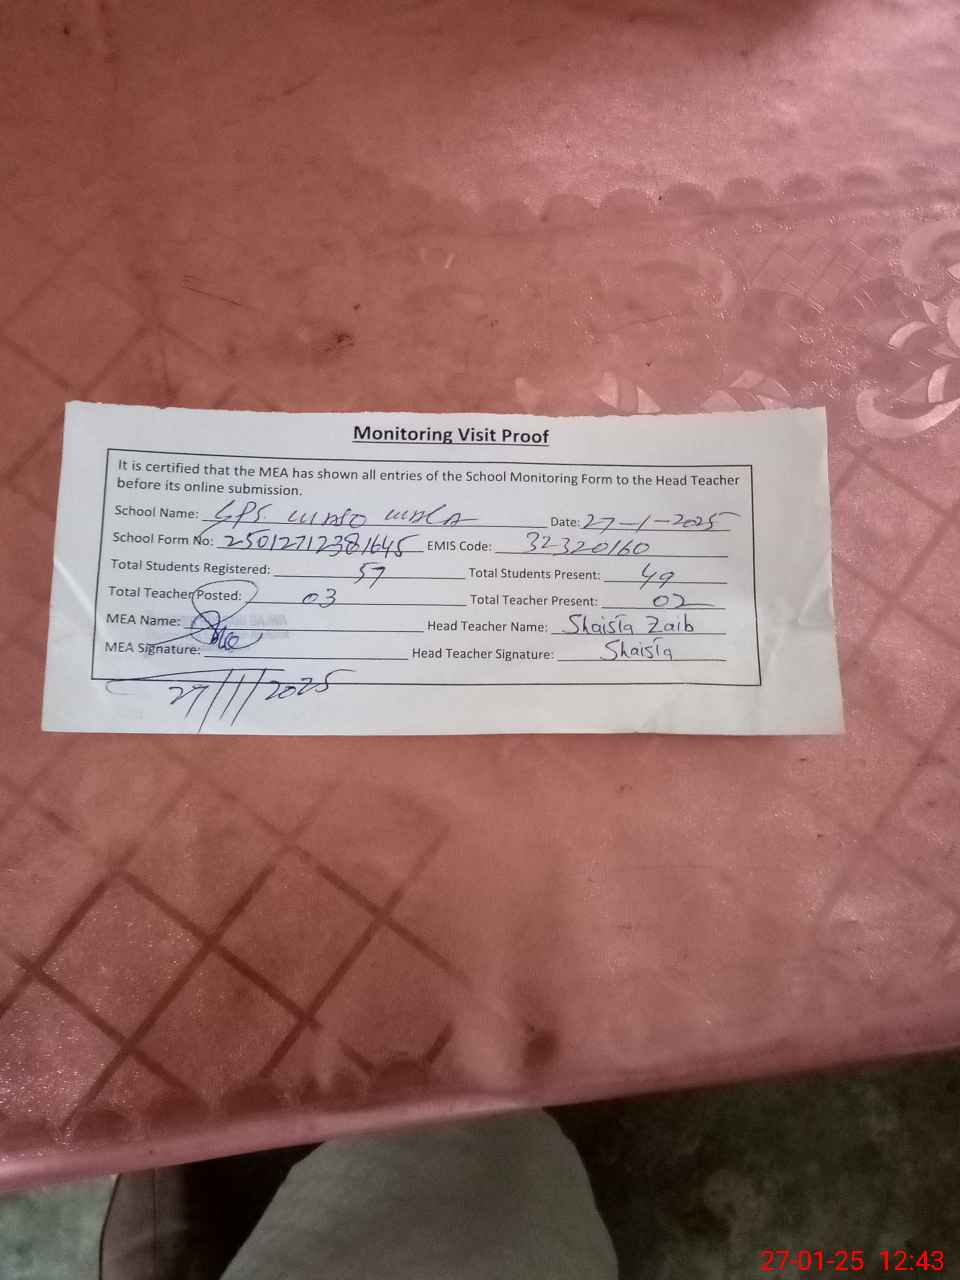 Monitoring Visit Proof
It is certified that the MEA has shown all entries of the School Monitoring Form to the Head Teacher
before its online submission.
School Name: GPS Date: 27-1-2025
School Form No: 25012712381645 EMIS Code: 32320160
Total Students Registered: 57 Total Students Present: 49
Total Teacher Posted: 03 Total Teacher Present: 02
MEA Name: Head Teacher Name: Shaista Zaib
MEA Signature: Head Teacher Signature: Shaista
27/1/2025
27-01-25 12:43